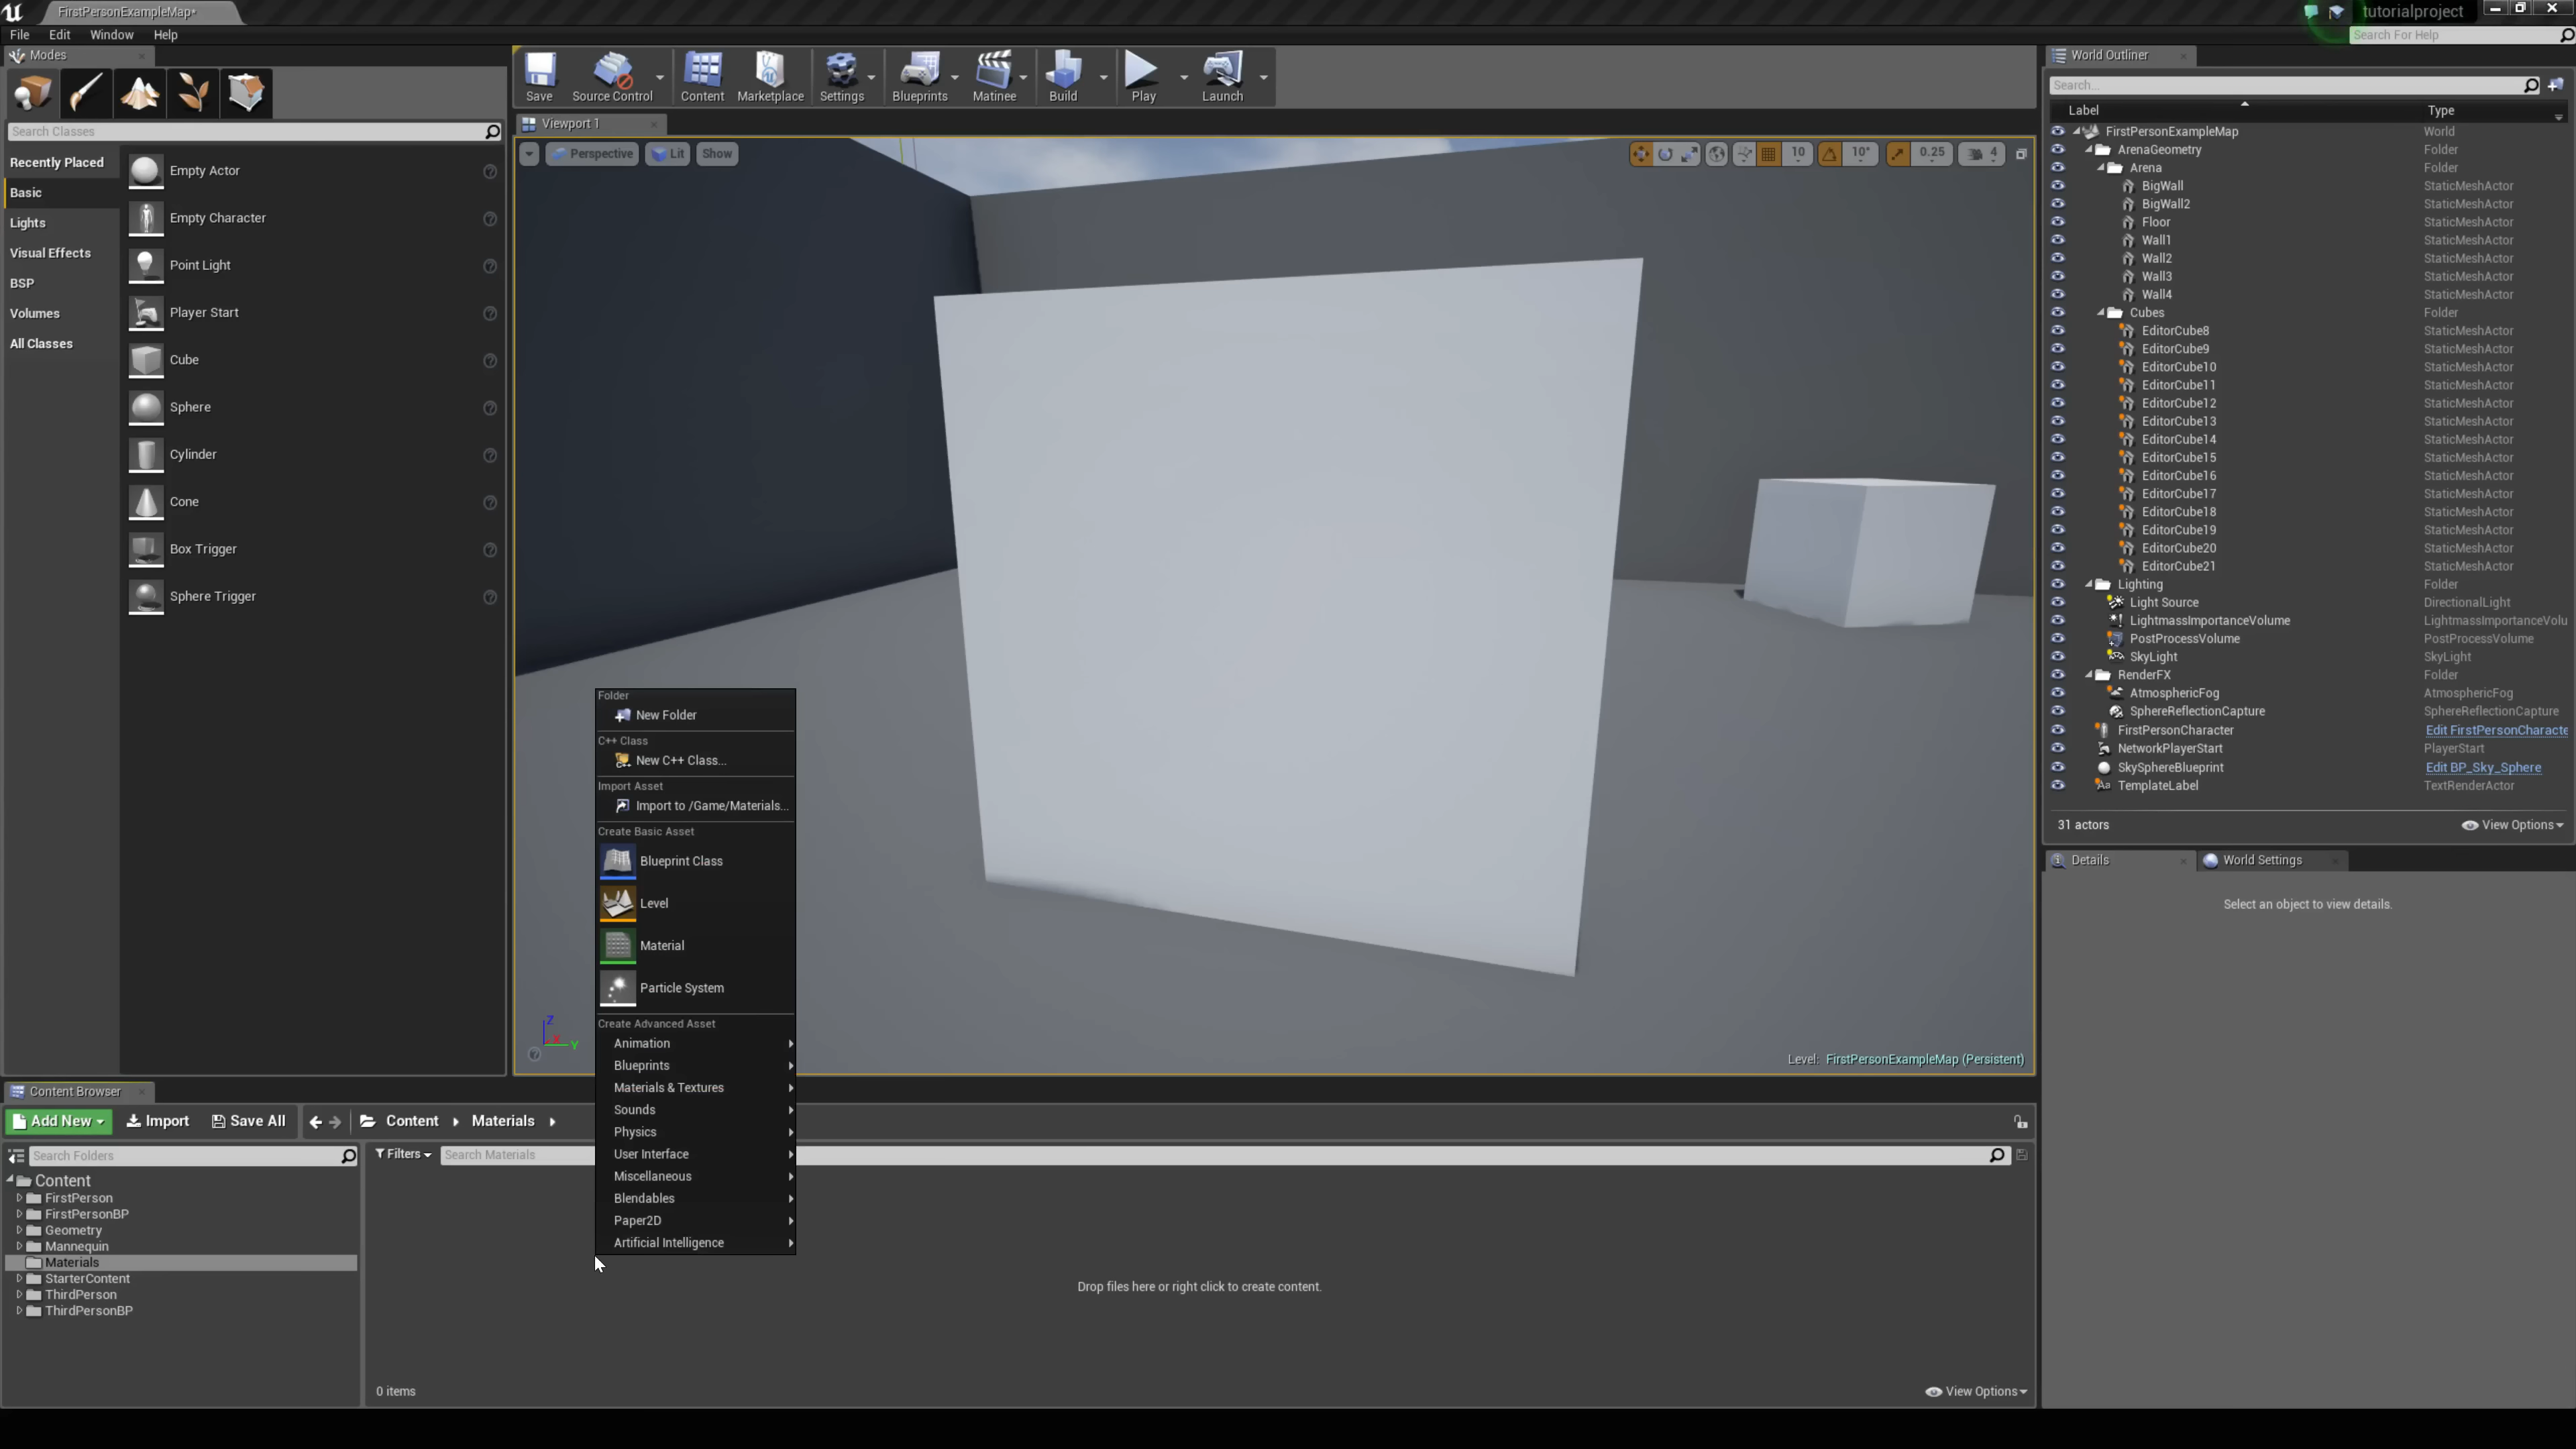 FirstPersonExampleMap*
tutorialproject
File Edit Window Help
Search For Help
Modes
Search Classes
Recently Placed
Basic
Lights
Visual Effects
BSP
Volumes
All Classes
Empty Actor
Empty Character
Point Light
Player Start
Cube
Sphere
Cylinder
Cone
Box Trigger
Sphere Trigger
Save Source Control Content Marketplace Settings Blueprints Matinee Build Play Launch
Viewport 1
Perspective Lit Show
10 10° 0.25 4
Folder
New Folder
C++ Class
New C++ Class...
Import Asset
Import to /Game/Materials...
Create Basic Asset
Blueprint Class
Level
Material
Particle System
Create Advanced Asset
Animation
Blueprints
Materials & Textures
Sounds
Physics
User Interface
Miscellaneous
Blendables
Paper2D
Artificial Intelligence
Z
X
Y
Level: FirstPersonExampleMap (Persistent)
World Outliner
Search...
Label Type
FirstPersonExampleMap World
ArenaGeometry Folder
Arena Folder
BigWall StaticMeshActor
BigWall2 StaticMeshActor
Floor StaticMeshActor
Wall1 StaticMeshActor
Wall2 StaticMeshActor
Wall3 StaticMeshActor
Wall4 StaticMeshActor
Cubes Folder
EditorCube8 StaticMeshActor
EditorCube9 StaticMeshActor
EditorCube10 StaticMeshActor
EditorCube11 StaticMeshActor
EditorCube12 StaticMeshActor
EditorCube13 StaticMeshActor
EditorCube14 StaticMeshActor
EditorCube15 StaticMeshActor
EditorCube16 StaticMeshActor
EditorCube17 StaticMeshActor
EditorCube18 StaticMeshActor
EditorCube19 StaticMeshActor
EditorCube20 StaticMeshActor
EditorCube21 StaticMeshActor
Lighting Folder
Light Source DirectionalLight
LightmassImportanceVolume LightmassImportanceVolu
PostProcessVolume PostProcessVolume
SkyLight SkyLight
RenderFX Folder
AtmosphericFog AtmosphericFog
SphereReflectionCapture SphereReflectionCapture
FirstPersonCharacter Edit FirstPersonCharacte
NetworkPlayerStart PlayerStart
SkySphereBlueprint Edit BP_Sky_Sphere
TemplateLabel TextRenderActor
31 actors View Options
Details World Settings
Select an object to view details.
Content Browser
Add New Import Save All Content Materials
Search Folders
Filters Search Materials
Content
FirstPerson
FirstPersonBP
Geometry
Mannequin
Materials
StarterContent
ThirdPerson
ThirdPersonBP
Drop files here or right click to create content.
0 items View Options